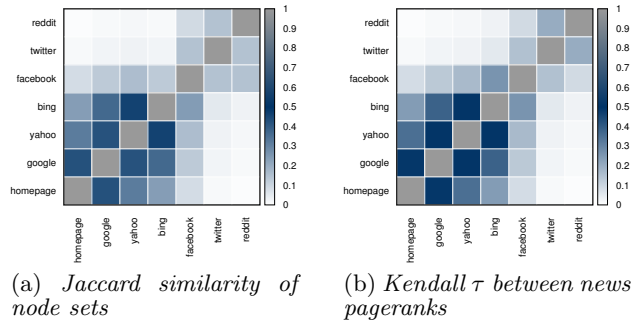 reddit
twitter
facebook
bing
yahoo
google
homepage
homepage
google
yahoo
bing
facebook
twitter
reddit
1
0.9
0.8
0.7
0.6
0.5
0.4
0.3
0.2
0.1
0
(a) Jaccard similarity of
node sets
reddit
twitter
facebook
bing
yahoo
google
homepage
homepage
google
yahoo
bing
facebook
twitter
reddit
1
0.9
0.8
0.7
0.6
0.5
0.4
0.3
0.2
0.1
0
(b) Kendall τ between news
pageranks